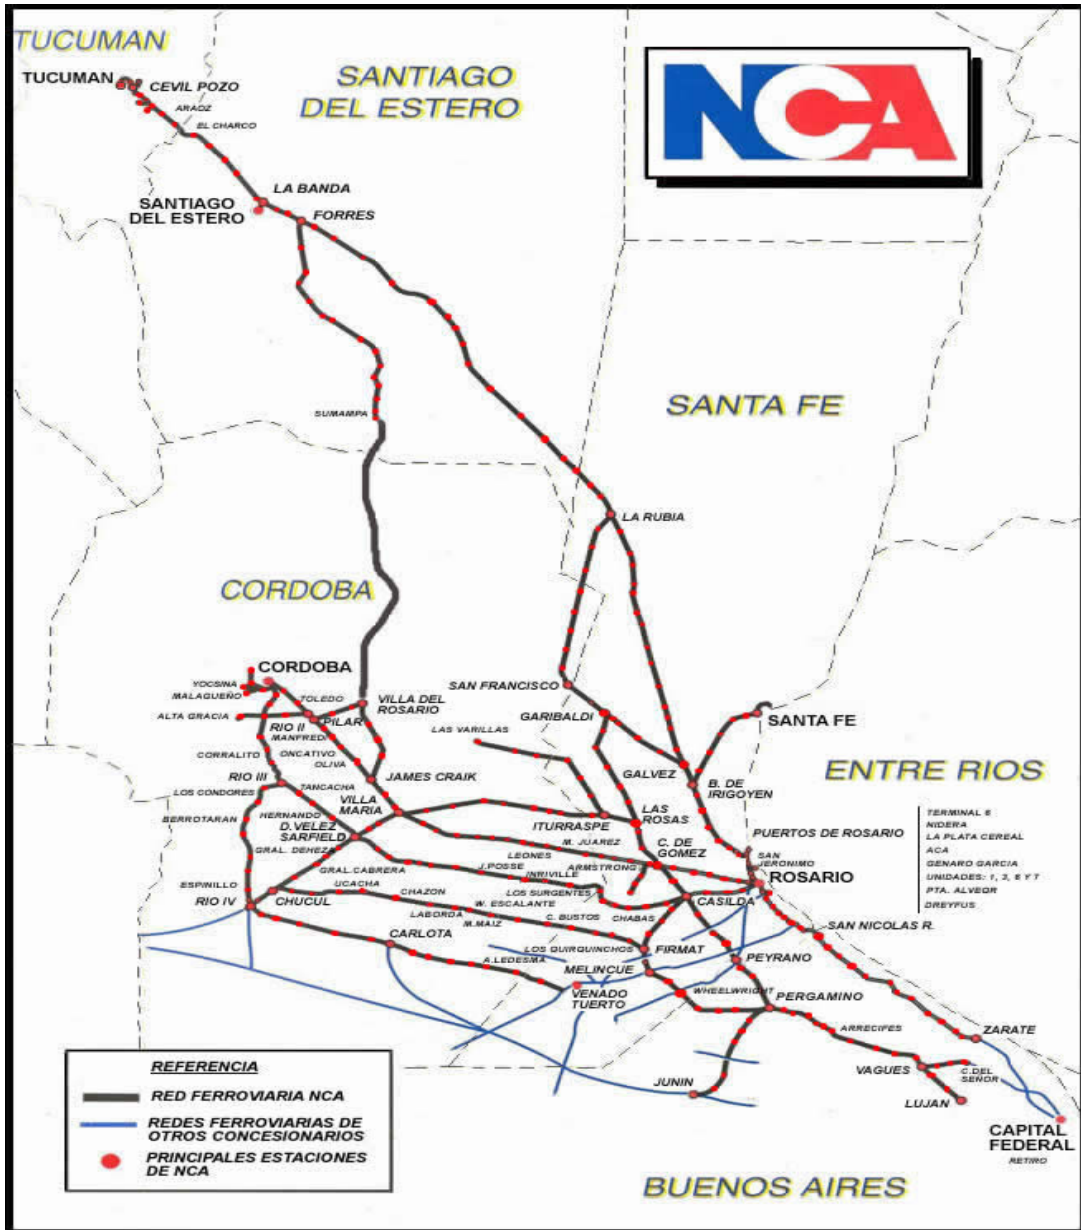 TUCUMAN
TUCUMAN
CEVIL POZO
ARAOZ
EL CHARCO
SANTIAGO
DEL ESTERO
NCA
LA BANDA
SANTIAGO
DEL ESTERO
FORRES
SANTA FE
SUMAMPA
LA RUBIA
CORDOBA
CORDOBA
YOCSINA
MALAGUEÑO
TOLEDO
ALTA GRACIA
RIO II
PILAR
VILLA DEL
ROSARIO
MANFREDI
SAN FRANCISCO
GARIBALDI
LAS VARILLAS
SANTA FE
CORRALITO
ONCATIVO
OLIVA
RIO III
TANCACHA
LOS CONDORES
JAMES CRAIK
GALVEZ
B. DE
IRIGOYEN
ENTRE RIOS
BERROTARAN
HERNANDO
VILLA
MARIA
D. VELEZ
SARFIELD
GRAL. DEHEZA
ITURRASPE
LAS
ROSAS
M. JUAREZ
LEONES
C. DE
GOMEZ
PUERTOS DE ROSARIO
TERMINAL 6
NIDERA
LA PLATA CEREAL
ACA
GENARO GARCIA
UNIDADES: 1, 3, 6 Y 7
PTA. ALVEAR
DREYFUS
SAN
JERONIMO
ROSARIO
GRAL. CABRERA
J. POSSE
INRIVILLE
ARMSTRONG
ESPINILLO
RIO IV
CHUCUL
UCACHA
CHAZON
LOS SURGENTES
CASILDA
W. ESCALANTE
LABORDA
M. MAIZ
C. BUSTOS
CHABAS
SAN NICOLAS R.
CARLOTA
A. LEDESMA
LOS QUIRQUINCHOS
FIRMAT
MELINCUE
PEYRANO
VENADO
TUERTO
WHEELWRIGHT
PERGAMINO
ARRECIFES
ZARATE
VAGUES
C. DEL
SEÑOR
JUNIN
LUJAN
CAPITAL
FEDERAL
RETIRO
BUENOS AIRES
REFERENCIA
RED FERROVIARIA NCA
REDES FERROVIARIAS DE
OTROS CONCESIONARIOS
PRINCIPALES ESTACIONES
DE NCA